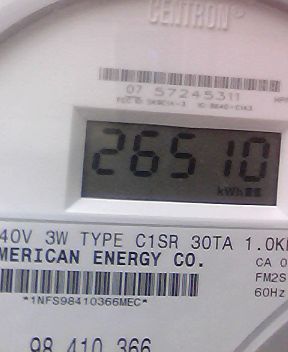 CENTRON®
07 57245311
26510
kWh
40V 3W TYPE C1SR 30TA 1.0K
MERICAN ENERGY CO.
CA 0
FM2S
60Hz
*1NFS98410366MEC*
98 410 366